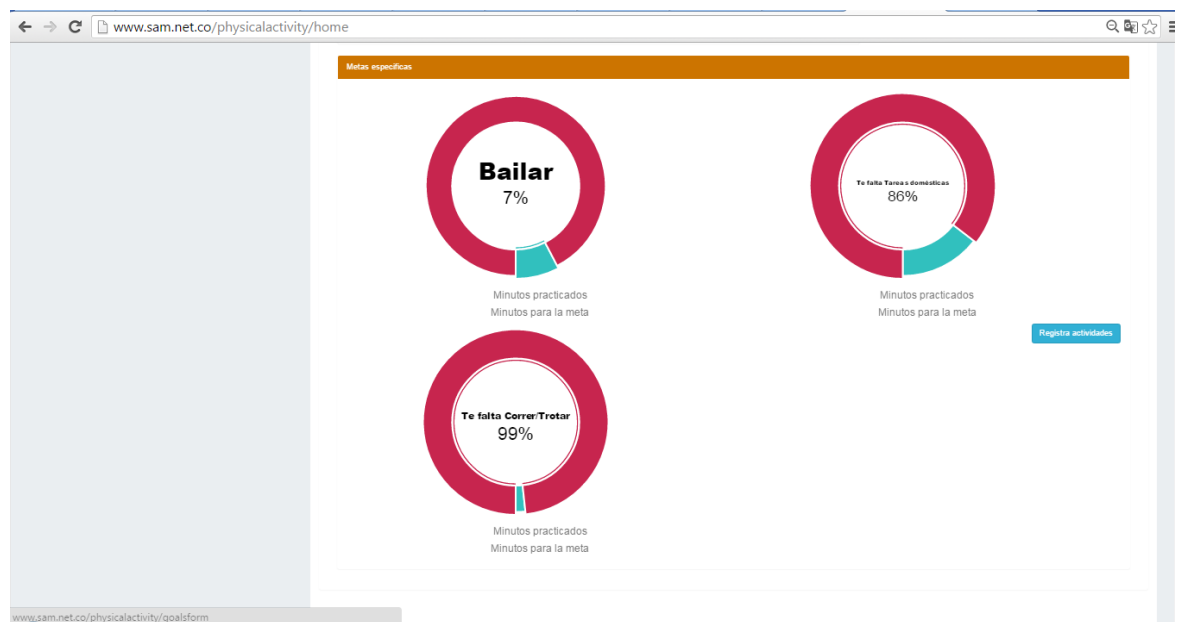 www.sam.net.co/physicalactivity/home
Metas específicas
Bailar
7%
Te falta Tareas domésticas
86%
Minutos practicados
Minutos para la meta
Minutos practicados
Minutos para la meta
Registra actividades
Te falta Correr/Trotar
99%
Minutos practicados
Minutos para la meta
www.sam.net.co/physicalactivity/goalsform